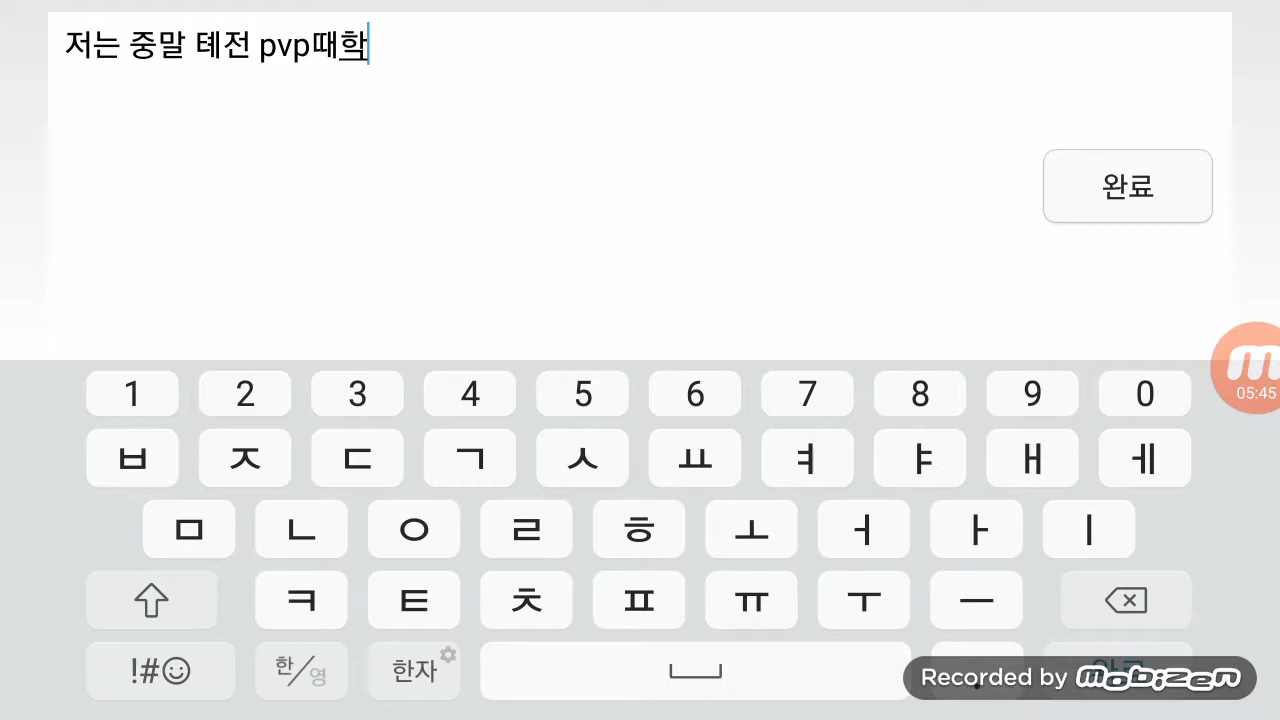 저는 중말 톄전 pvp때학
완료
1 2 3 4 5 6 7 8 9 0
ㅂ ㅈ ㄷ ㄱ ㅅ ㅛ ㅕ ㅑ ㅐ ㅔ
ㅁ ㄴ ㅇ ㄹ ㅎ ㅗ ㅓ ㅏ ㅣ
ㅋ ㅌ ㅊ ㅍ ㅠ ㅜ ㅡ
!#☺ 한/영 한자 .
05:45
Recorded by mobizen